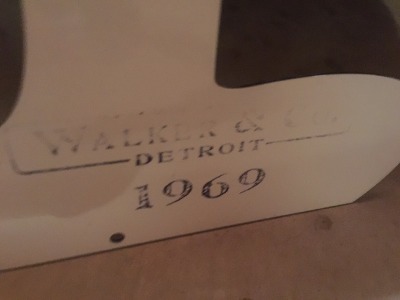 WALKER & CO.
DETROIT
1969